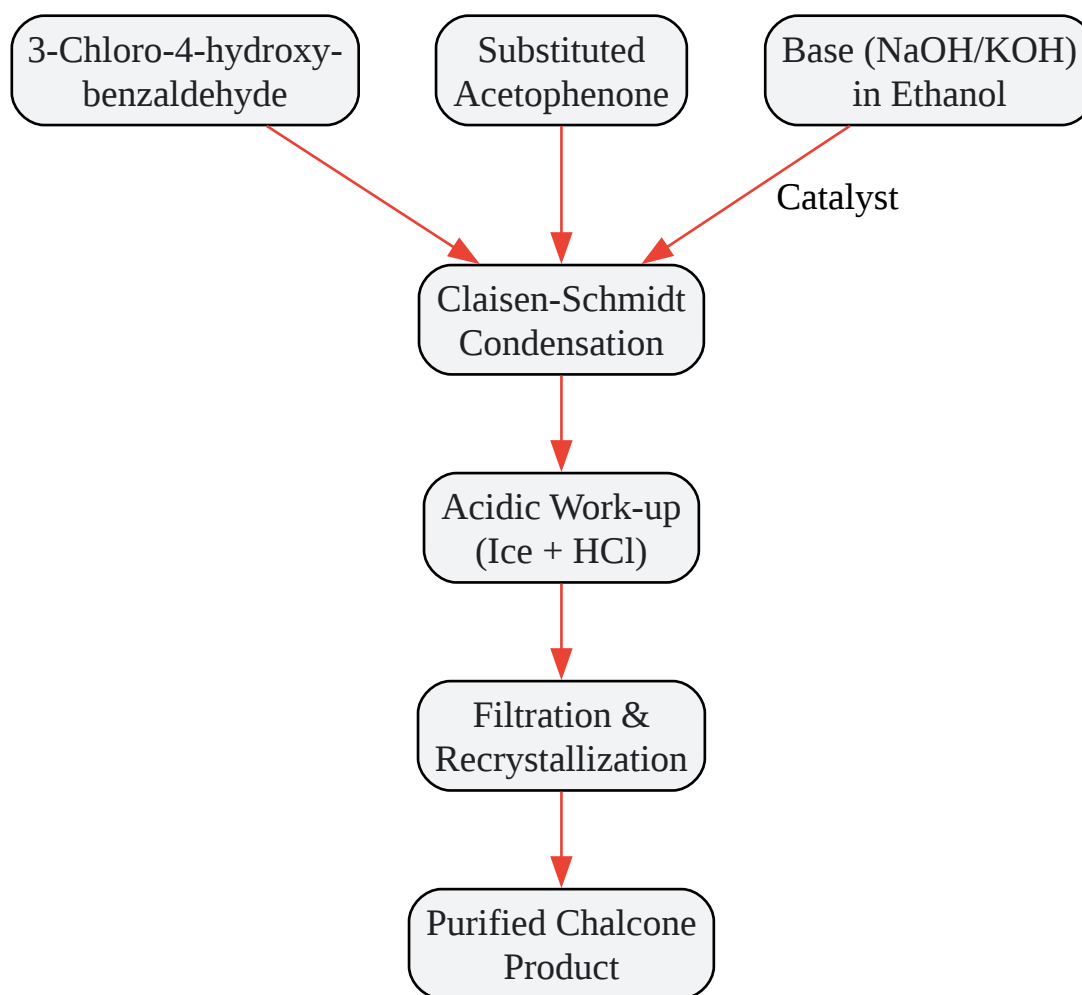 3-Chloro-4-hydroxy-
benzaldehyde
Substituted
Acetophenone
Base (NaOH/KOH)
in Ethanol
Catalyst
Claisen-Schmidt
Condensation
Acidic Work-up
(Ice + HCl)
Filtration &
Recrystallization
Purified Chalcone
Product